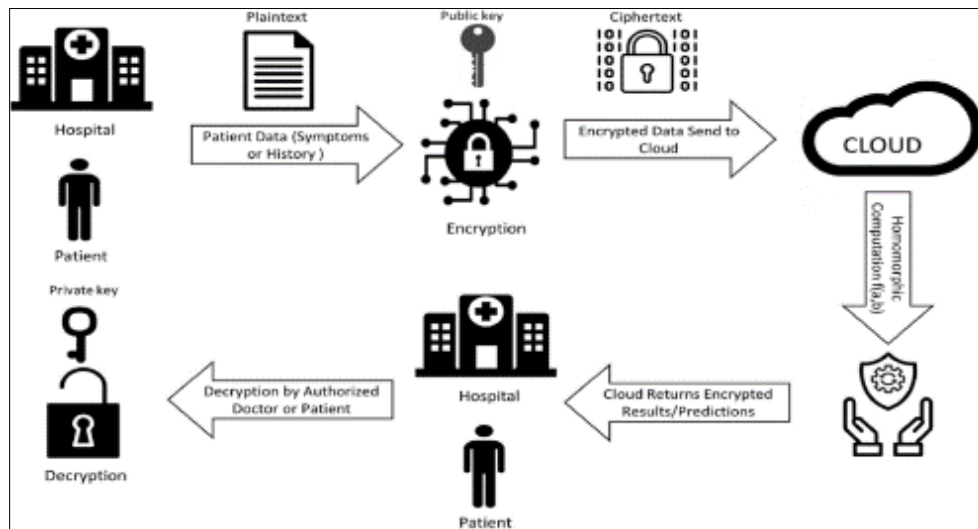 Plaintext
Public key
Ciphertext
Hospital
Patient Data (Symptoms
or History )
Encrypted Data Send to
Cloud
CLOUD
Encryption
Patient
Homomorphic
Computation f(a,b)
Private key
Decryption by Authorized
Doctor or Patient
Hospital
Cloud Returns Encrypted
Results/Predictions
Decryption
Patient